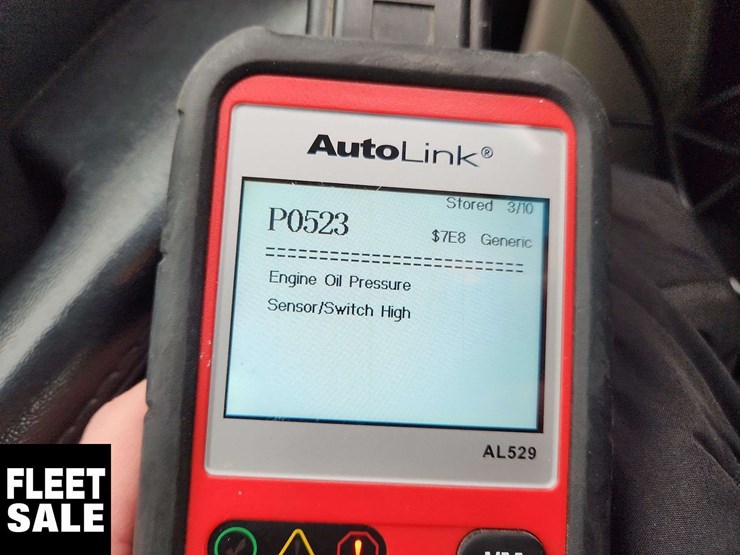 AutoLink®
Stored 3/10
P0523
$7E8 Generic
====================================
Engine Oil Pressure
Sensor/Switch High
AL529
FLEET
SALE